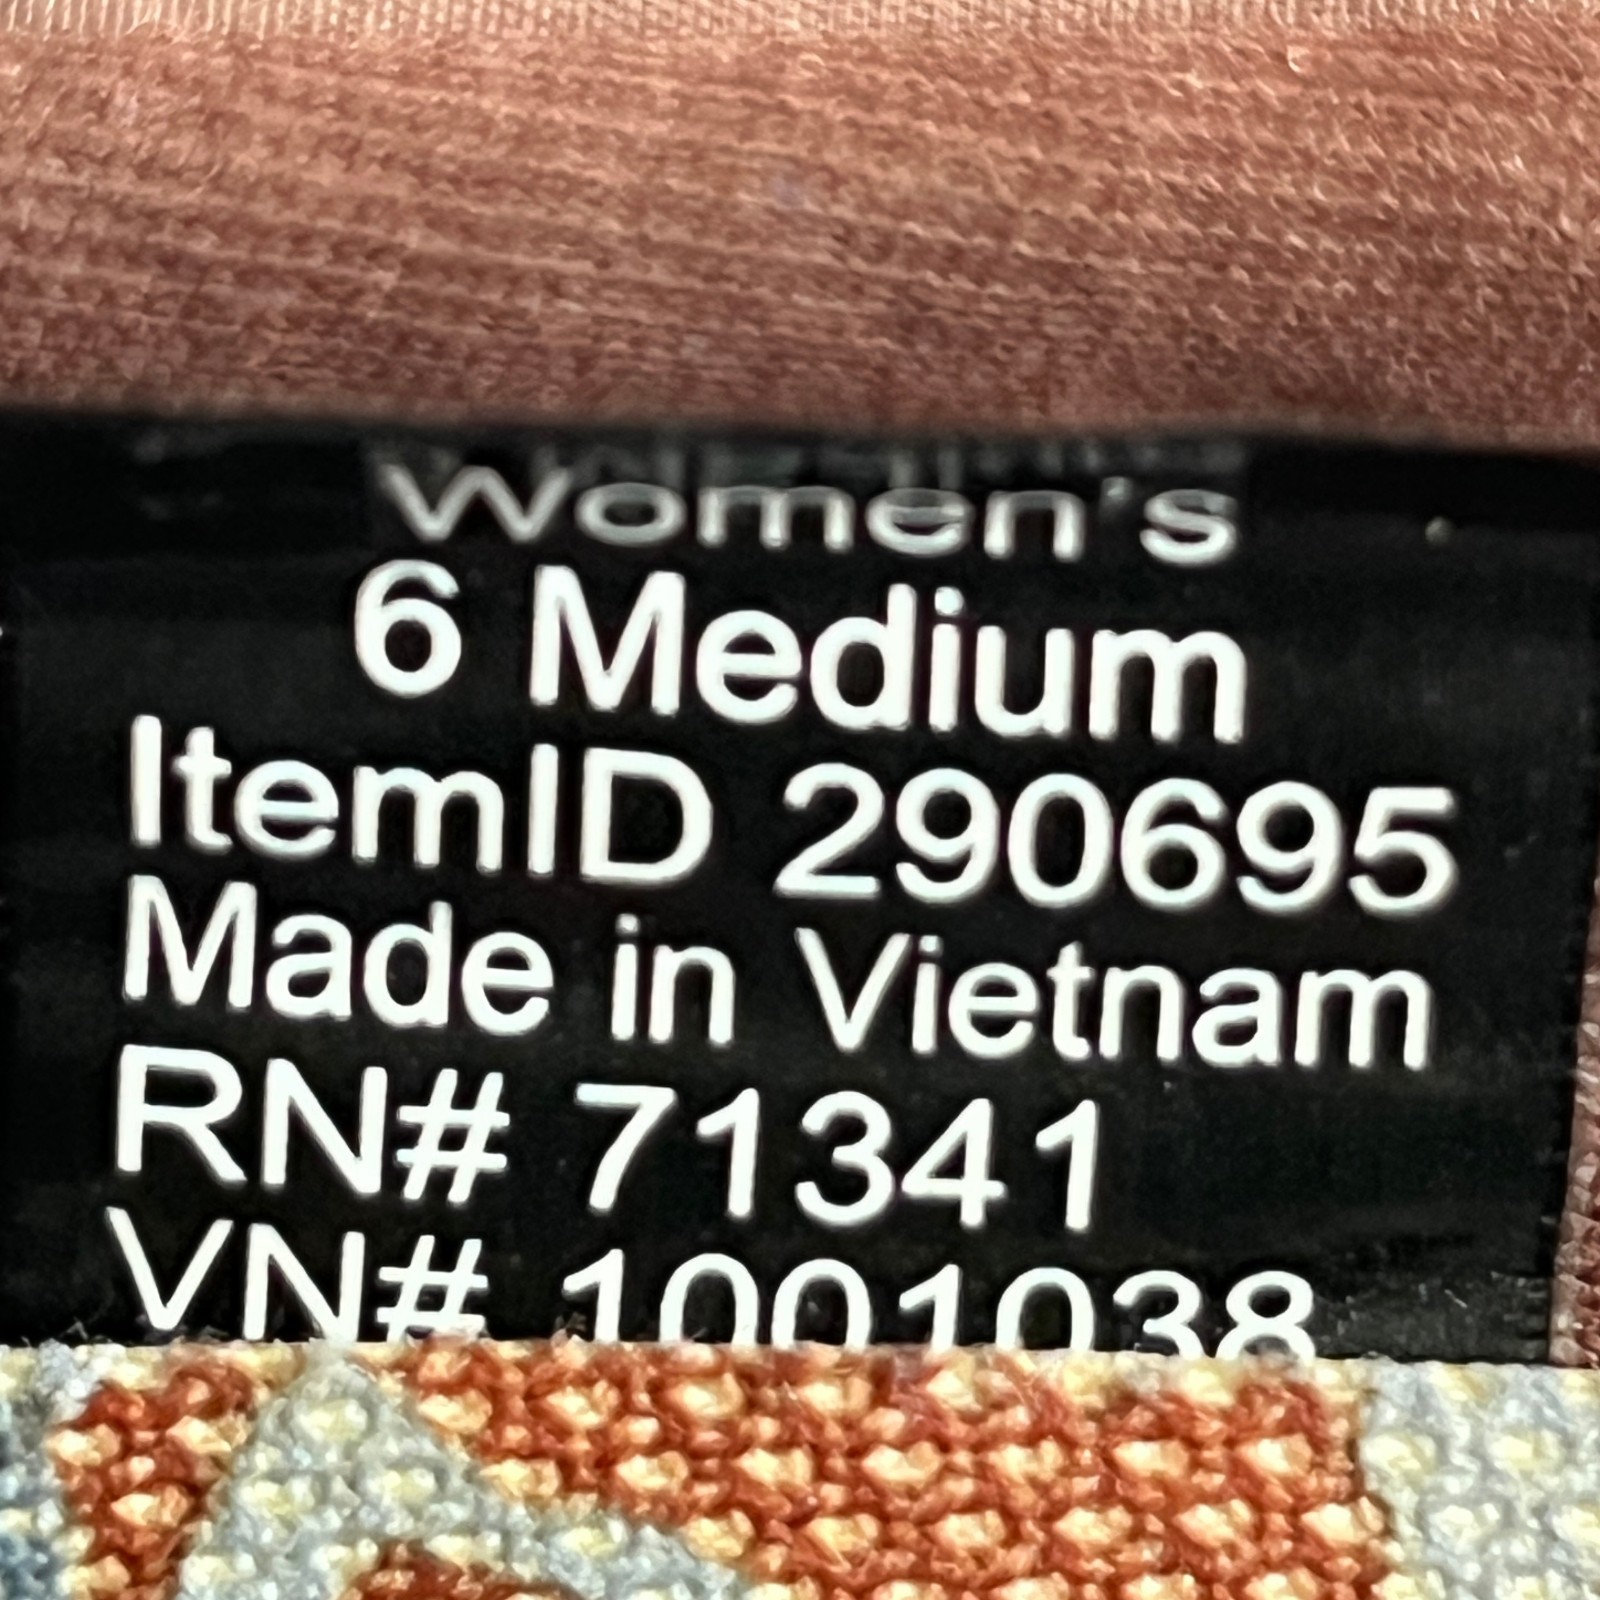 Women's
6 Medium
ItemID 290695
Made in Vietnam
RN# 71341
VN# 1001038